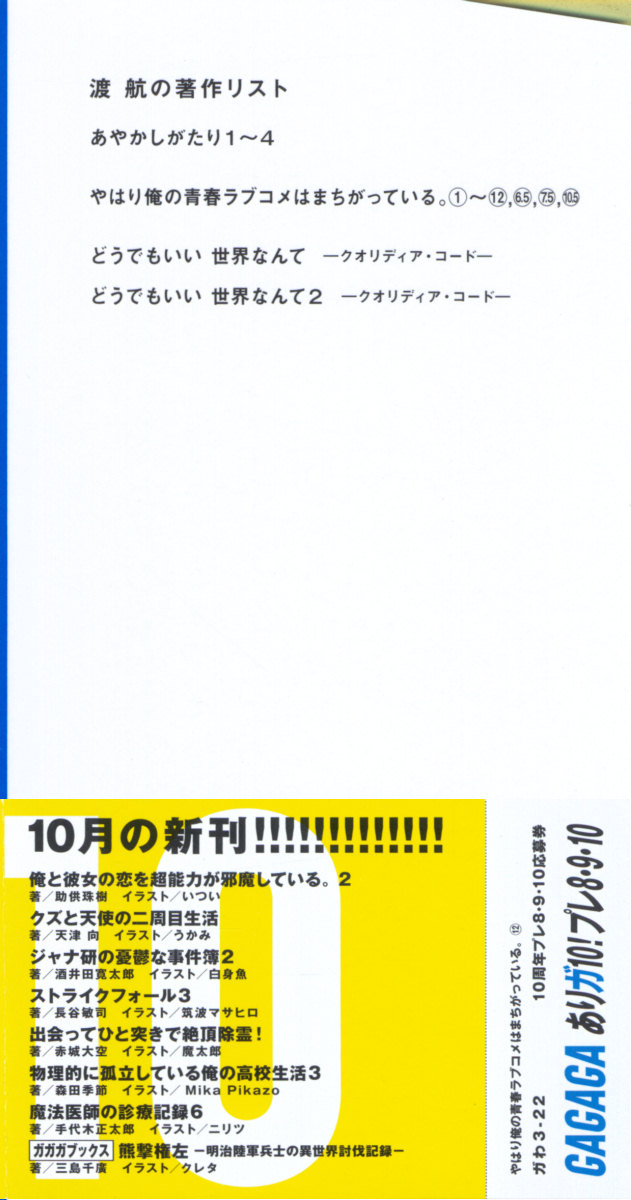 渡 航の著作リスト
あやかしがたり1〜4
やはり俺の青春ラブコメはまちがっている。①〜⑫,6.5,7.5,10.5
どうでもいい 世界なんて ―クオリディア・コード―
どうでもいい 世界なんて2 ―クオリディア・コード―
10月の新刊!!!!!!!!!!!!!
俺と彼女の恋を超能力が邪魔している。2
著／助供珠樹 イラスト／いつい
クズと天使の二周目生活
著／天津 向 イラスト／うかみ
ジャナ研の憂鬱な事件簿2
著／酒井田寛太郎 イラスト／白身魚
ストライクフォール3
著／長谷敏司 イラスト／筑波マサヒロ
出会ってひと突きで絶頂除霊！
著／赤城大空 イラスト／魔太郎
物理的に孤立している俺の高校生活3
著／森田季節 イラスト／Mika Pikazo
魔法医師の診療記録6
著／手代木正太郎 イラスト／ニリツ
ガガガブックス 熊撃権左 ―明治陸軍兵士の異世界討伐記録―
著／三島千廣 イラスト／クレタ
やはり俺の青春ラブコメはまちがっている。⑫
ガわ3-22 10周年プレ8・9・10応募券
GAGAGA ありガ10!プレ8・9・10